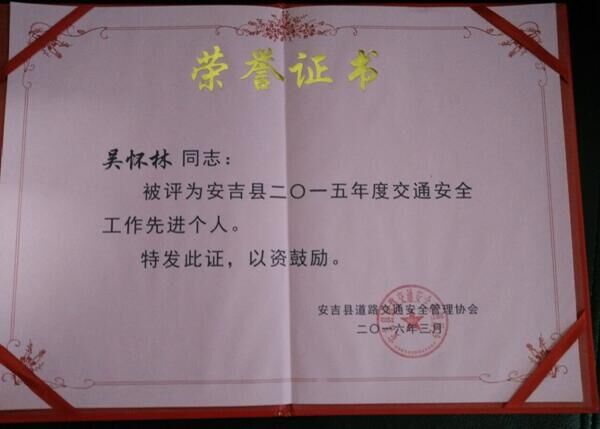 荣誉证书
吴怀林 同志：
被评为安吉县二〇一五年度交通安全
工作先进个人。
特发此证，以资鼓励。
安吉县道路交通安全管理协会
二〇一六年三月